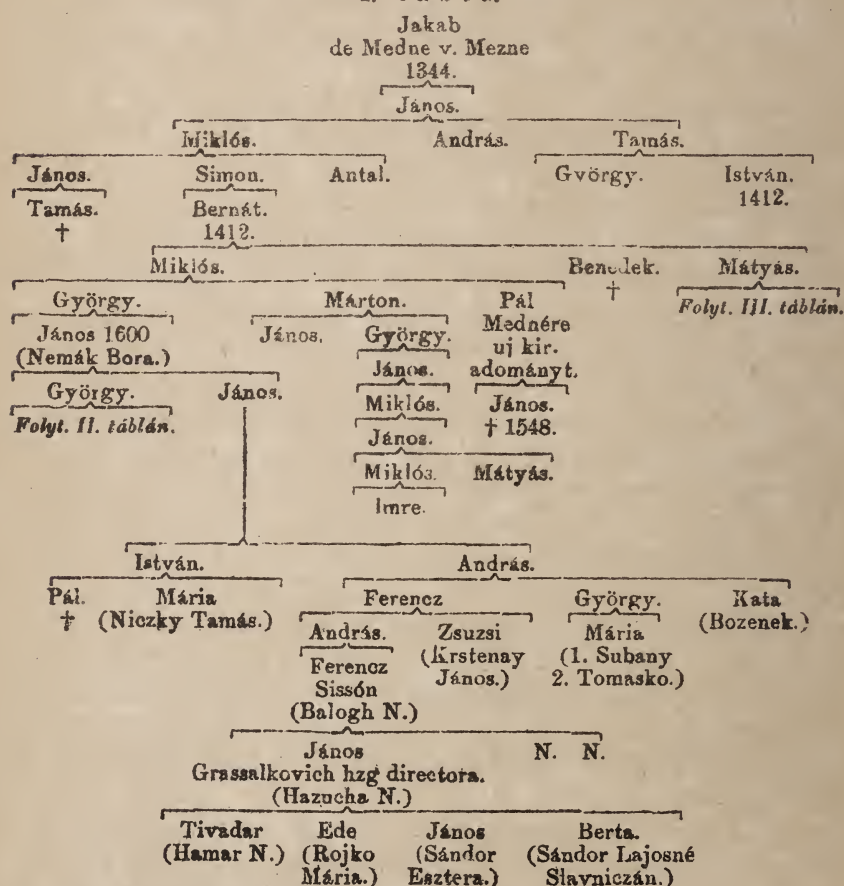 Jakab
de Medne v. Mezne
1344.
János.
Miklós. András. Tamás.
János. Simon. Antal. György. István.
Tamás. Bernát. 1412.
† 1412.
Miklós. Benedek. Mátyás.
György. Márton. Pál † Folyt. III. táblán.
János 1600 János. György. Mednére
(Nemák Bora.) János. uj kir.
György. János. Miklós. adományt.
Folyt. II. táblán. János. János.
† 1548.
Miklós. Mátyás.
Imre.
István. András.
Pál. Mária Ferencz György. Kata
† (Niczky Tamás.) András. Zsuzsi Mária (Bozenek.)
Ferencz (Krstenay (1. Subany
Sissón János.) 2. Tomasko.)
(Balogh N.)
János N. N.
Grassalkovich hzg directora.
(Hazucha N.)
Tivadar Ede János Berta.
(Hamar N.) (Rojko (Sándor (Sándor Lajosné
Mária.) Eszter‍a.) Slavniczán.)